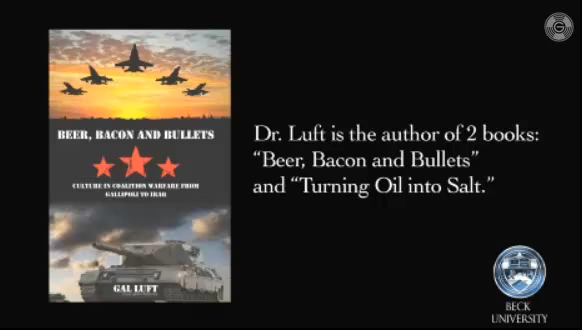 BEER, BACON AND BULLETS
CULTURE IN COALITION WARFARE FROM
GALLIPOLI TO IRAQ
GAL LUFT
Dr. Luft is the author of 2 books:
“Beer, Bacon and Bullets”
and “Turning Oil into Salt.”
G
BECK
UNIVERSITY